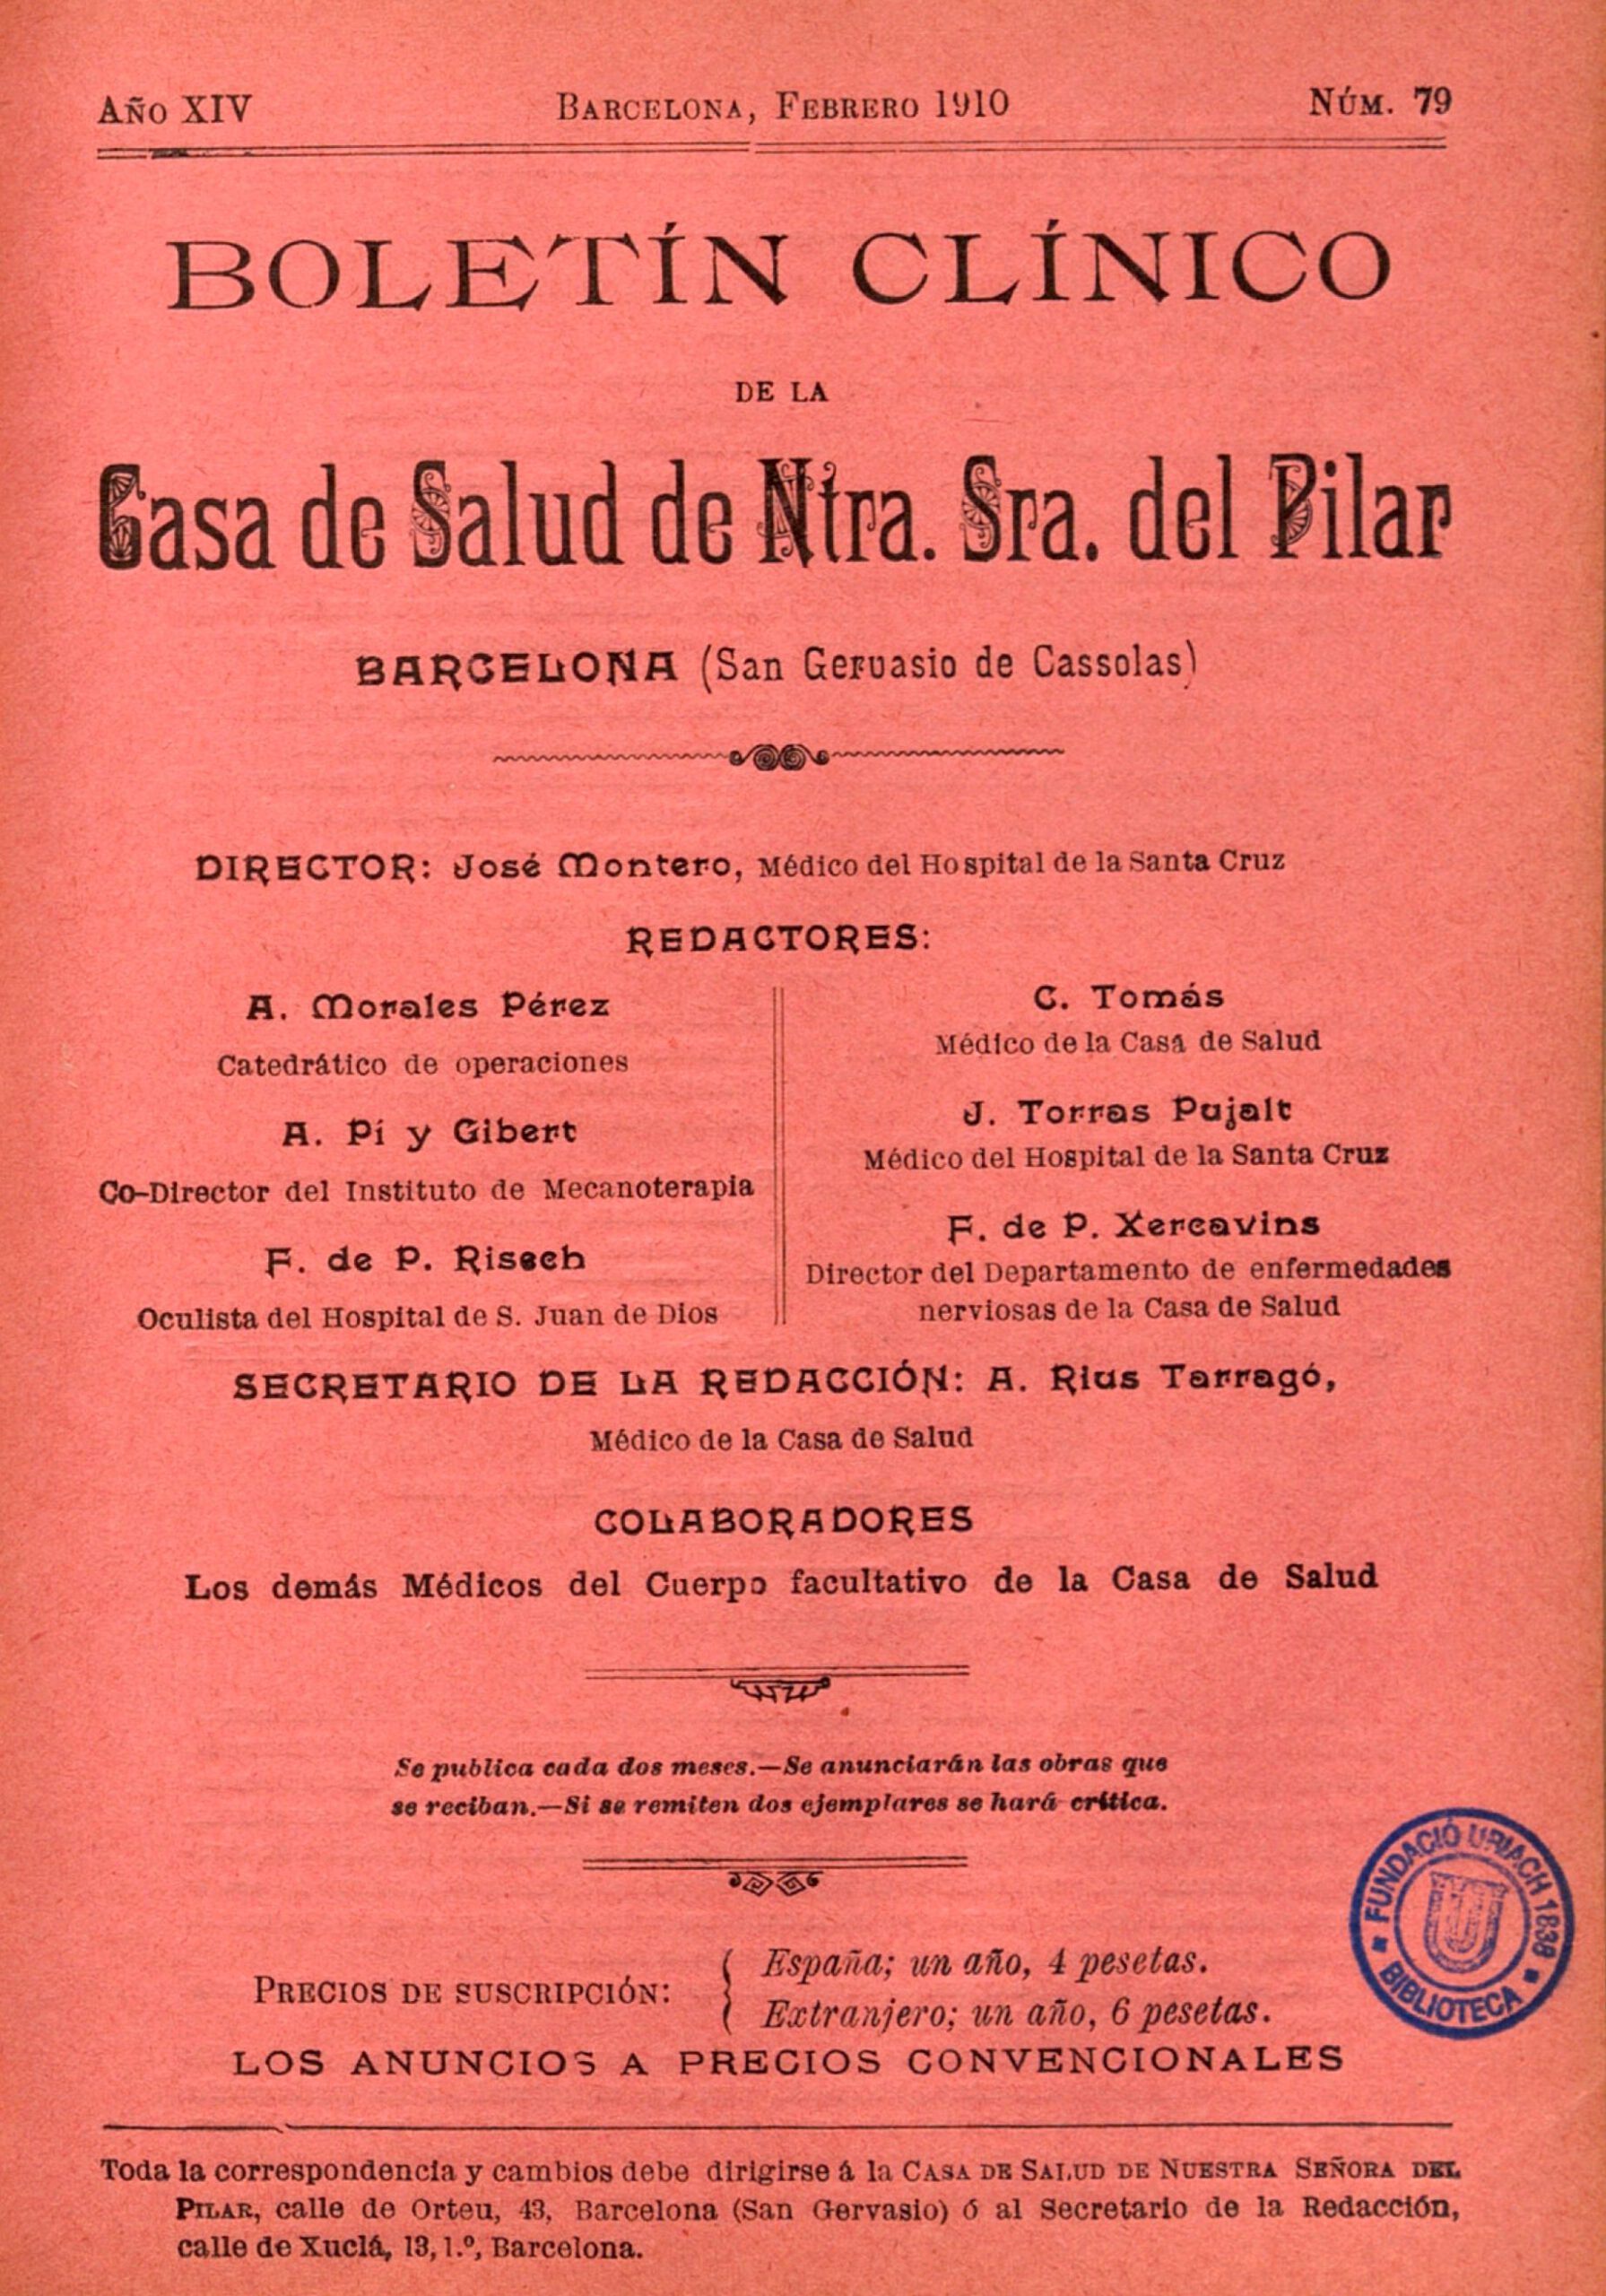 AÑO XIV
BARCELONA, FEBRERO 1910
NÚM. 79
BOLETÍN CLÍNICO
DE LA
Casa de Salud de Ntra. Sra. del Pilar
BARCELONA (San Gervasio de Cassolas)
DIRECTOR: José Montero, Médico del Hospital de la Santa Cruz
REDACTORES:
A. Morales Pérez
Catedrático de operaciones
A. Pí y Gibert
Co-Director del Instituto de Mecanoterapia
F. de P. Risech
Oculista del Hospital de S. Juan de Dios
C. Tomás
Médico de la Casa de Salud
J. Torras Pujalt
Médico del Hospital de la Santa Cruz
F. de P. Xercavins
Director del Departamento de enfermedades
nerviosas de la Casa de Salud
SECRETARIO DE LA REDACCIÓN: A. Rius Tarragó,
Médico de la Casa de Salud
COLABORADORES
Los demás Médicos del Cuerpo facultativo de la Casa de Salud
Se publica cada dos meses.—Se anunciarán las obras que
se reciban.—Si se remiten dos ejemplares se hará crítica.
PRECIOS DE SUSCRIPCIÓN:
España; un año, 4 pesetas.
Extranjero; un año, 6 pesetas.
LOS ANUNCIOS A PRECIOS CONVENCIONALES
FUNDACIÓ URIACH 1838
BIBLIOTECA
Toda la correspondencia y cambios debe dirigirse á la CASA DE SALUD DE NUESTRA SEÑORA DEL
PILAR, calle de Orteu, 43, Barcelona (San Gervasio) ó al Secretario de la Redacción,
calle de Xuclá, 13, 1.º, Barcelona.